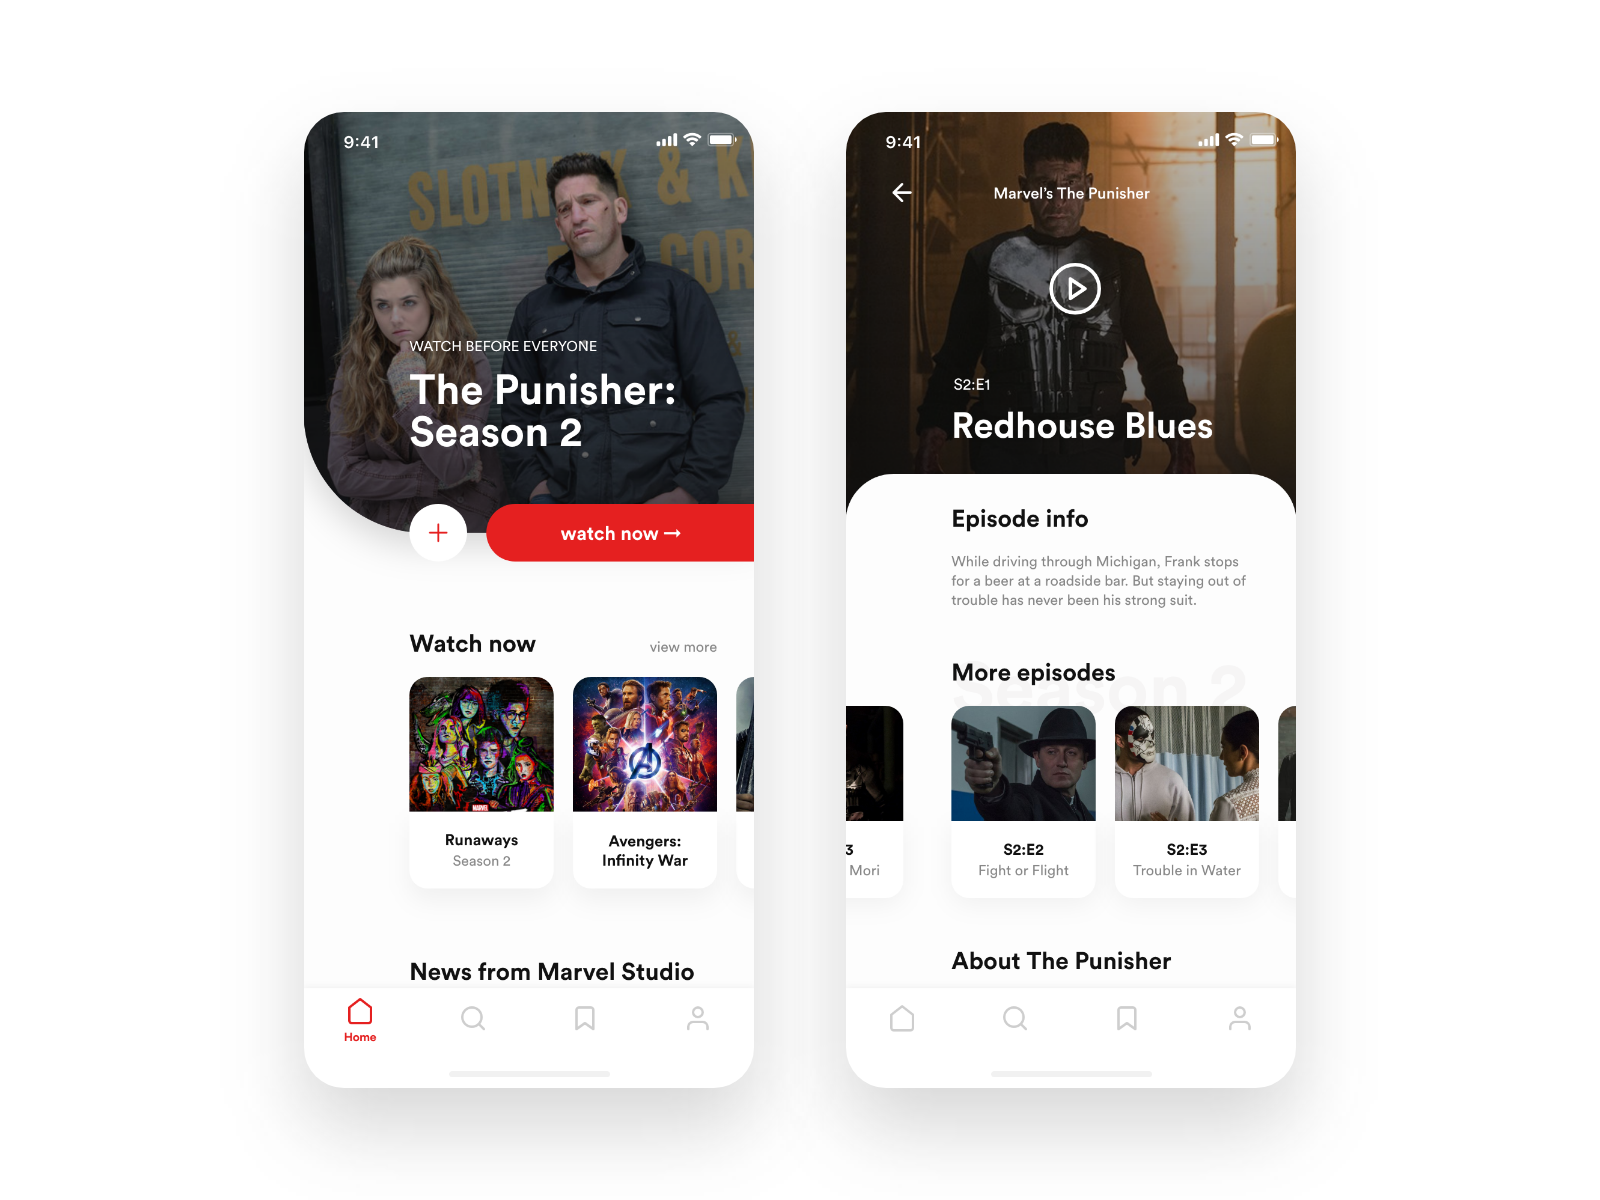 9:41
SLOTN
& K
COR
WATCH BEFORE EVERYONE
The Punisher:
Season 2
watch now →
Watch now
view more
MARVEL
Runaways
Season 2
Avengers:
Infinity War
News from Marvel Studio
Home
9:41
Marvel's The Punisher
S2:E1
Redhouse Blues
Episode info
While driving through Michigan, Frank stops
for a beer at a roadside bar. But staying out of
trouble has never been his strong suit.
Season 2
More episodes
3
Mori
S2:E2
Fight or Flight
S2:E3
Trouble in Water
About The Punisher